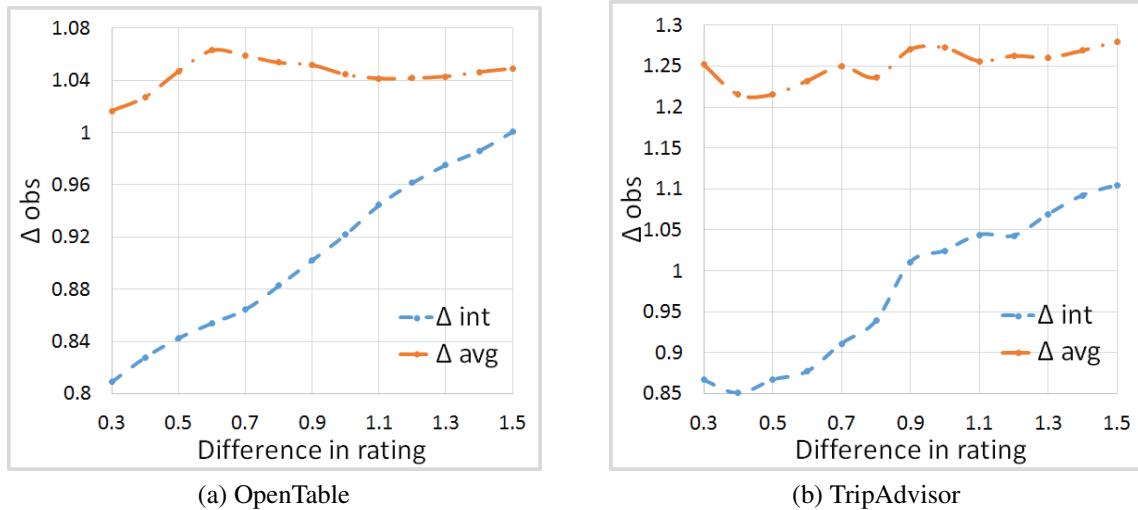 1.08
1.04
1
0.96
0.92
0.88
0.84
0.8
Δ obs
Δ int
Δ avg
0.3 0.5 0.7 0.9 1.1 1.3 1.5
Difference in rating
(a) OpenTable
1.3
1.25
1.2
1.15
1.1
1.05
1
0.95
0.9
0.85
Δ obs
Δ int
Δ avg
0.3 0.5 0.7 0.9 1.1 1.3 1.5
Difference in rating
(b) TripAdvisor